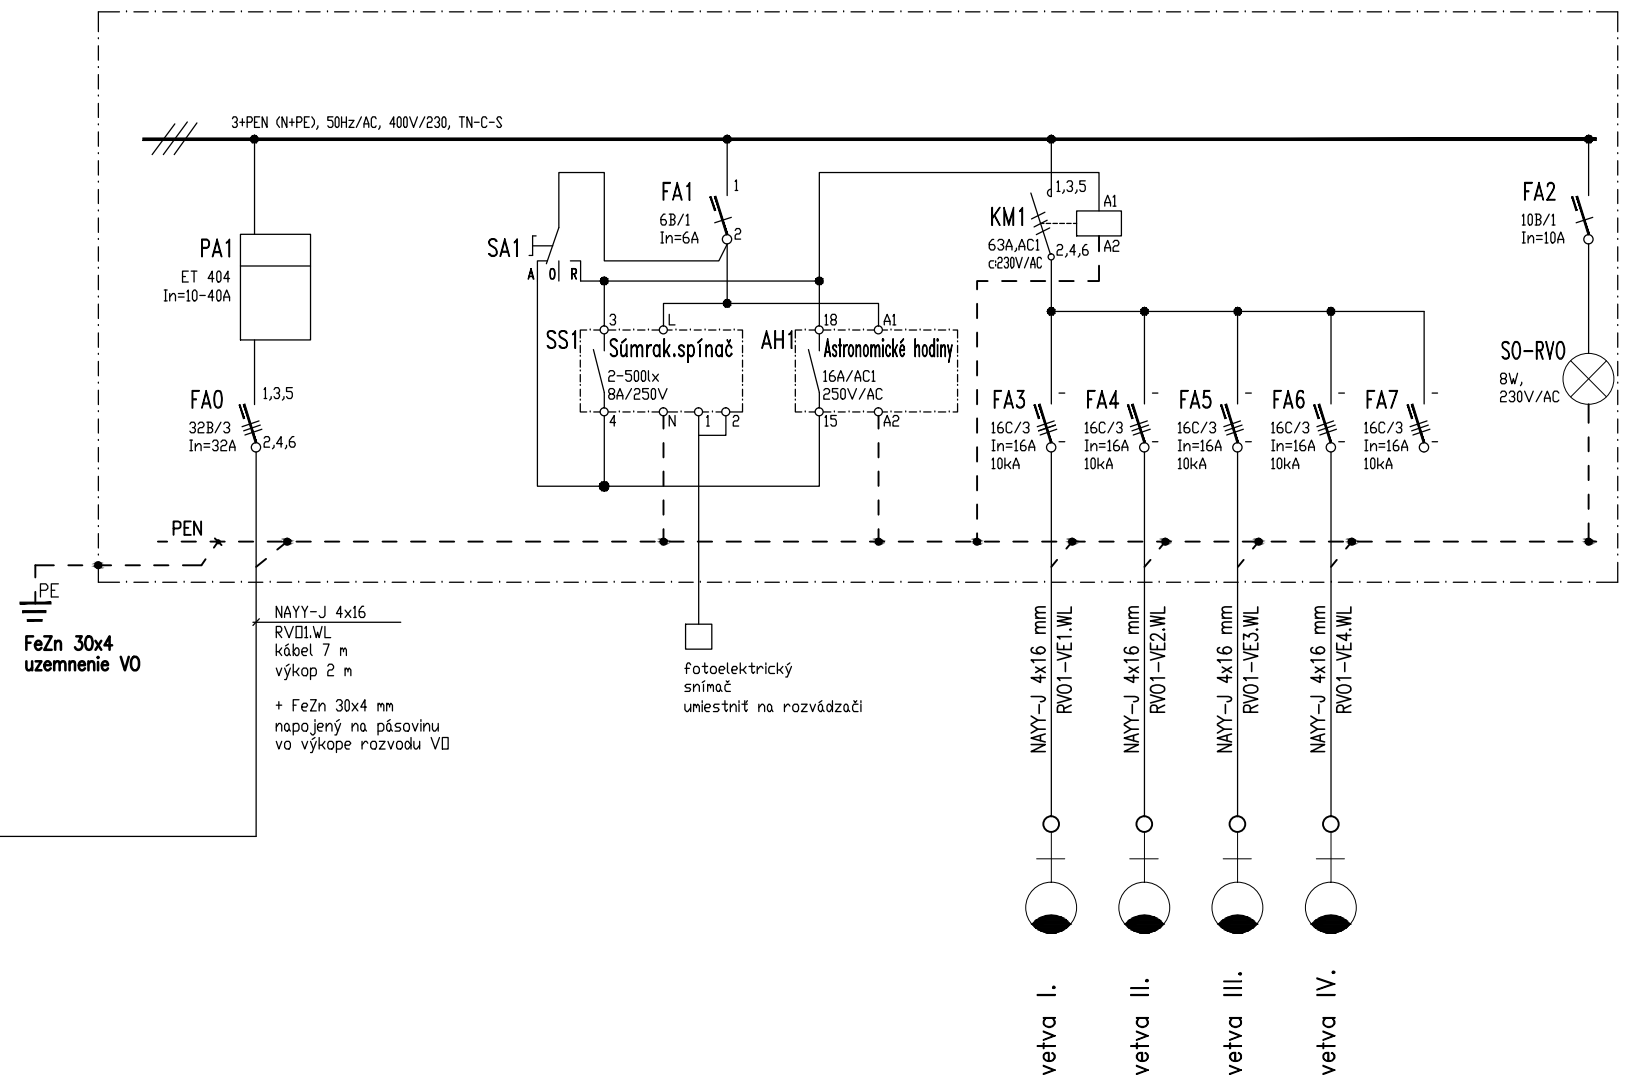 3+PEN (N+PE), 50Hz/AC, 400V/230, TN-C-S
PA1
ET 404
In=10-40A
FA0
32B/3
In=32A
1,3,5
2,4,6
SA1
A 0 R
FA1
6B/1
In=6A
1
2
SS1
3
L
Súmrak.spínač
2-500lx
8A/250V
4
N
1
2
AH1
18
A1
Astronomické hodiny
16A/AC1
250V/AC
15
A2
KM1
63A,AC1
c:230V/AC
1,3,5
2,4,6
A1
A2
FA2
10B/1
In=10A
SO-RVO
8W,
230V/AC
FA3
16C/3
In=16A
10kA
FA4
16C/3
In=16A
10kA
FA5
16C/3
In=16A
10kA
FA6
16C/3
In=16A
10kA
FA7
16C/3
In=16A
10kA
PEN
PE
FeZn 30x4
uzemnenie VO
NAYY-J 4x16
RVO1.WL
kábel 7 m
výkop 2 m
+ FeZn 30x4 mm
napojený na pásovinu
vo výkope rozvodu VO
fotoelektrický
snímač
umiestniť na rozvádzači
NAYY-J 4x16 mm
RVO1-VE1.WL
NAYY-J 4x16 mm
RVO1-VE2.WL
NAYY-J 4x16 mm
RVO1-VE3.WL
NAYY-J 4x16 mm
RVO1-VE4.WL
vetva I.
vetva II.
vetva III.
vetva IV.